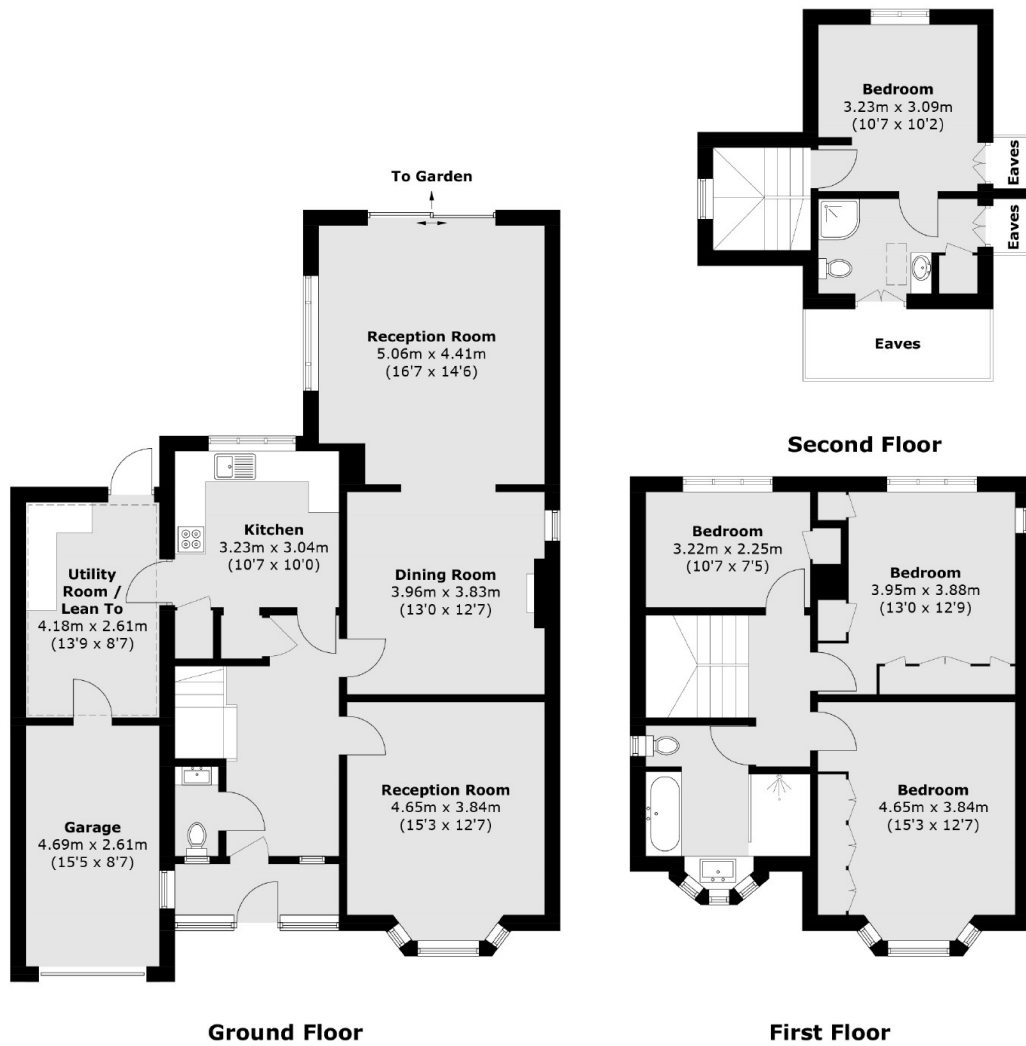 To Garden
Reception Room
5.06m x 4.41m
(16'7 x 14'6)
Kitchen
3.23m x 3.04m
(10'7 x 10'0)
Dining Room
3.96m x 3.83m
(13'0 x 12'7)
Utility
Room /
Lean To
4.18m x 2.61m
(13'9 x 8'7)
Reception Room
4.65m x 3.84m
(15'3 x 12'7)
Garage
4.69m x 2.61m
(15'5 x 8'7)
Ground Floor
Bedroom
3.23m x 3.09m
(10'7 x 10'2)
Eaves
Eaves
Eaves
Second Floor
Bedroom
3.22m x 2.25m
(10'7 x 7'5)
Bedroom
3.95m x 3.88m
(13'0 x 12'9)
Bedroom
4.65m x 3.84m
(15'3 x 12'7)
First Floor